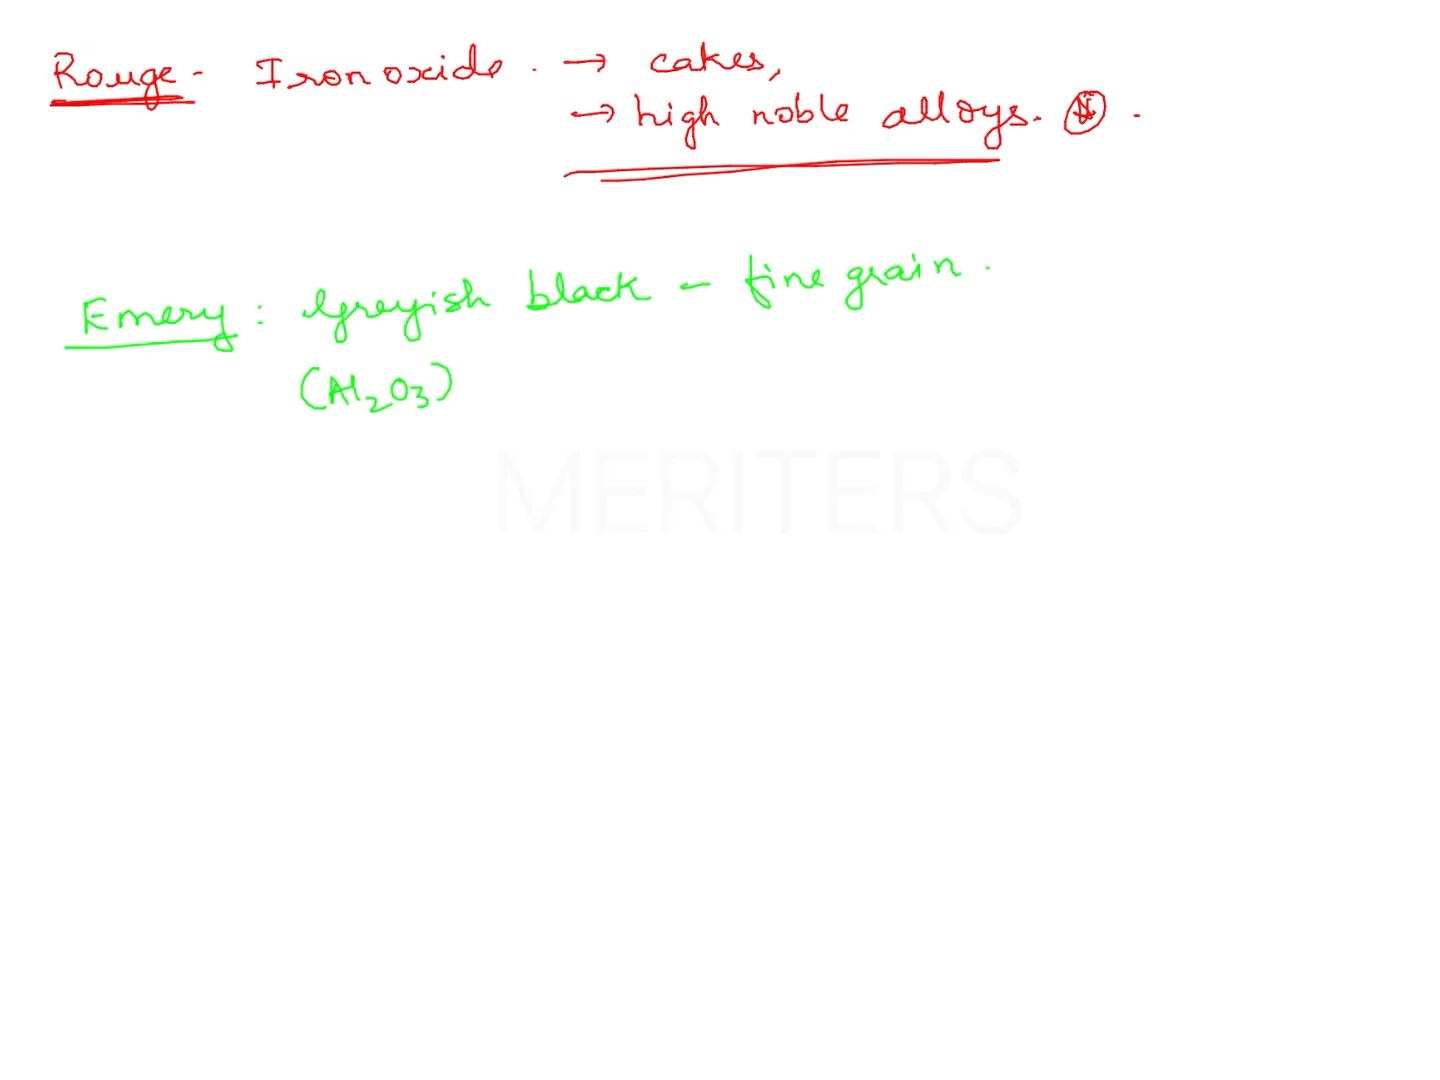 Rouge - Iron oxide. → cakes,
→ high noble alloys.
Emery : Greyish black - fine grain.
(Al₂O₃)
MERITERS